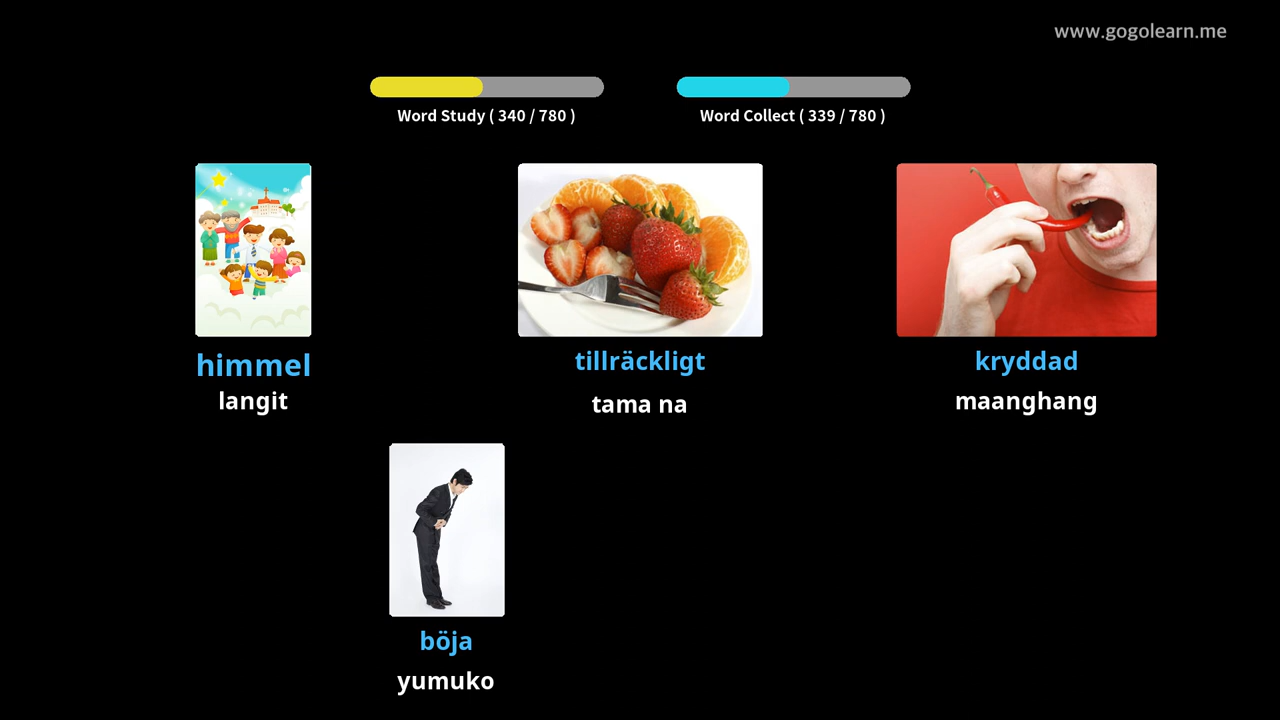 www.gogolearn.me
Word Study ( 340 / 780 )
Word Collect ( 339 / 780 )
himmel
langit
tillräckligt
tama na
kryddad
maanghang
böja
yumuko